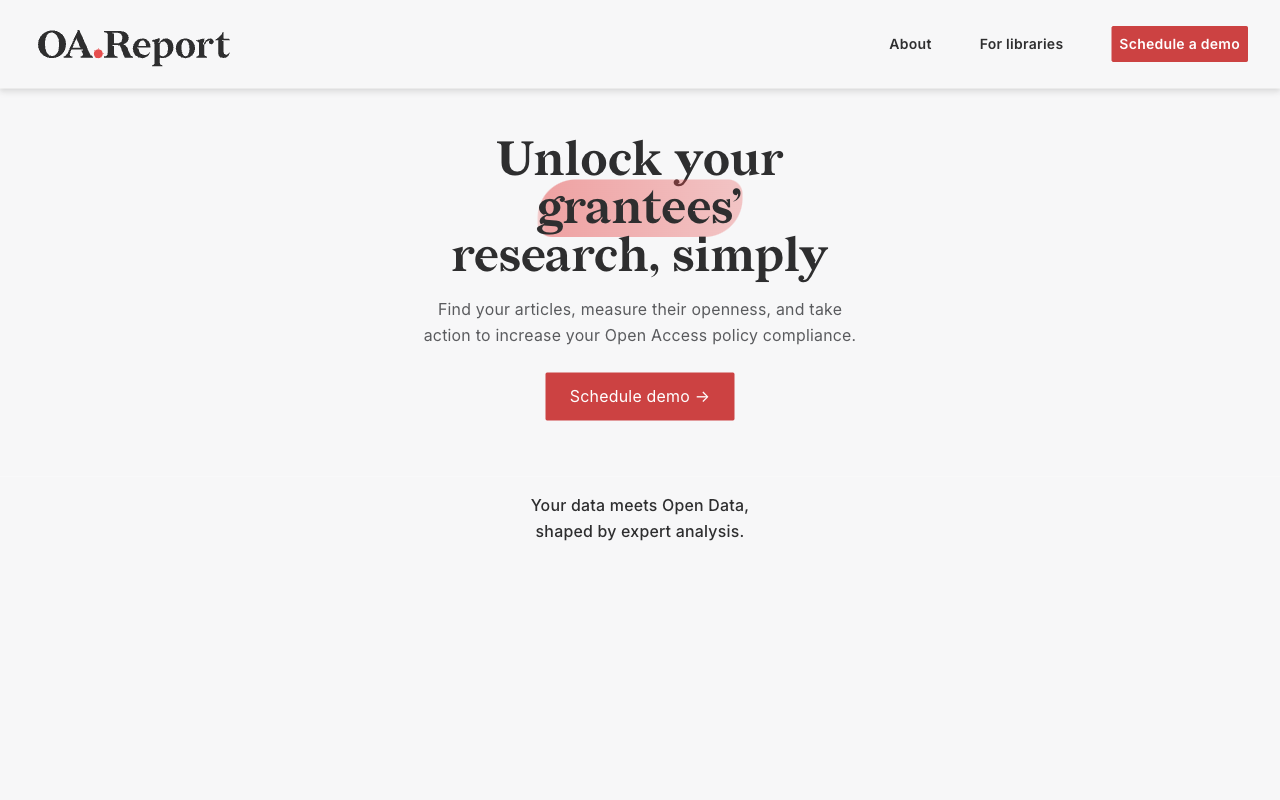 OA.Report
About
For libraries
Schedule a demo
Unlock your
grantees’
research, simply
Find your articles, measure their openness, and take
action to increase your Open Access policy compliance.
Schedule demo →
Your data meets Open Data,
shaped by expert analysis.